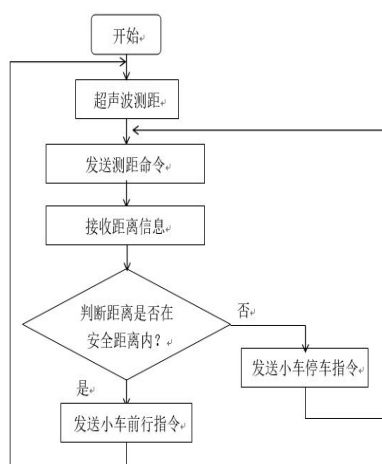 开始
超声波测距
发送测距命令
接收距离信息
判断距离是否在
安全距离内？
否
发送小车停车指令
是
发送小车前行指令